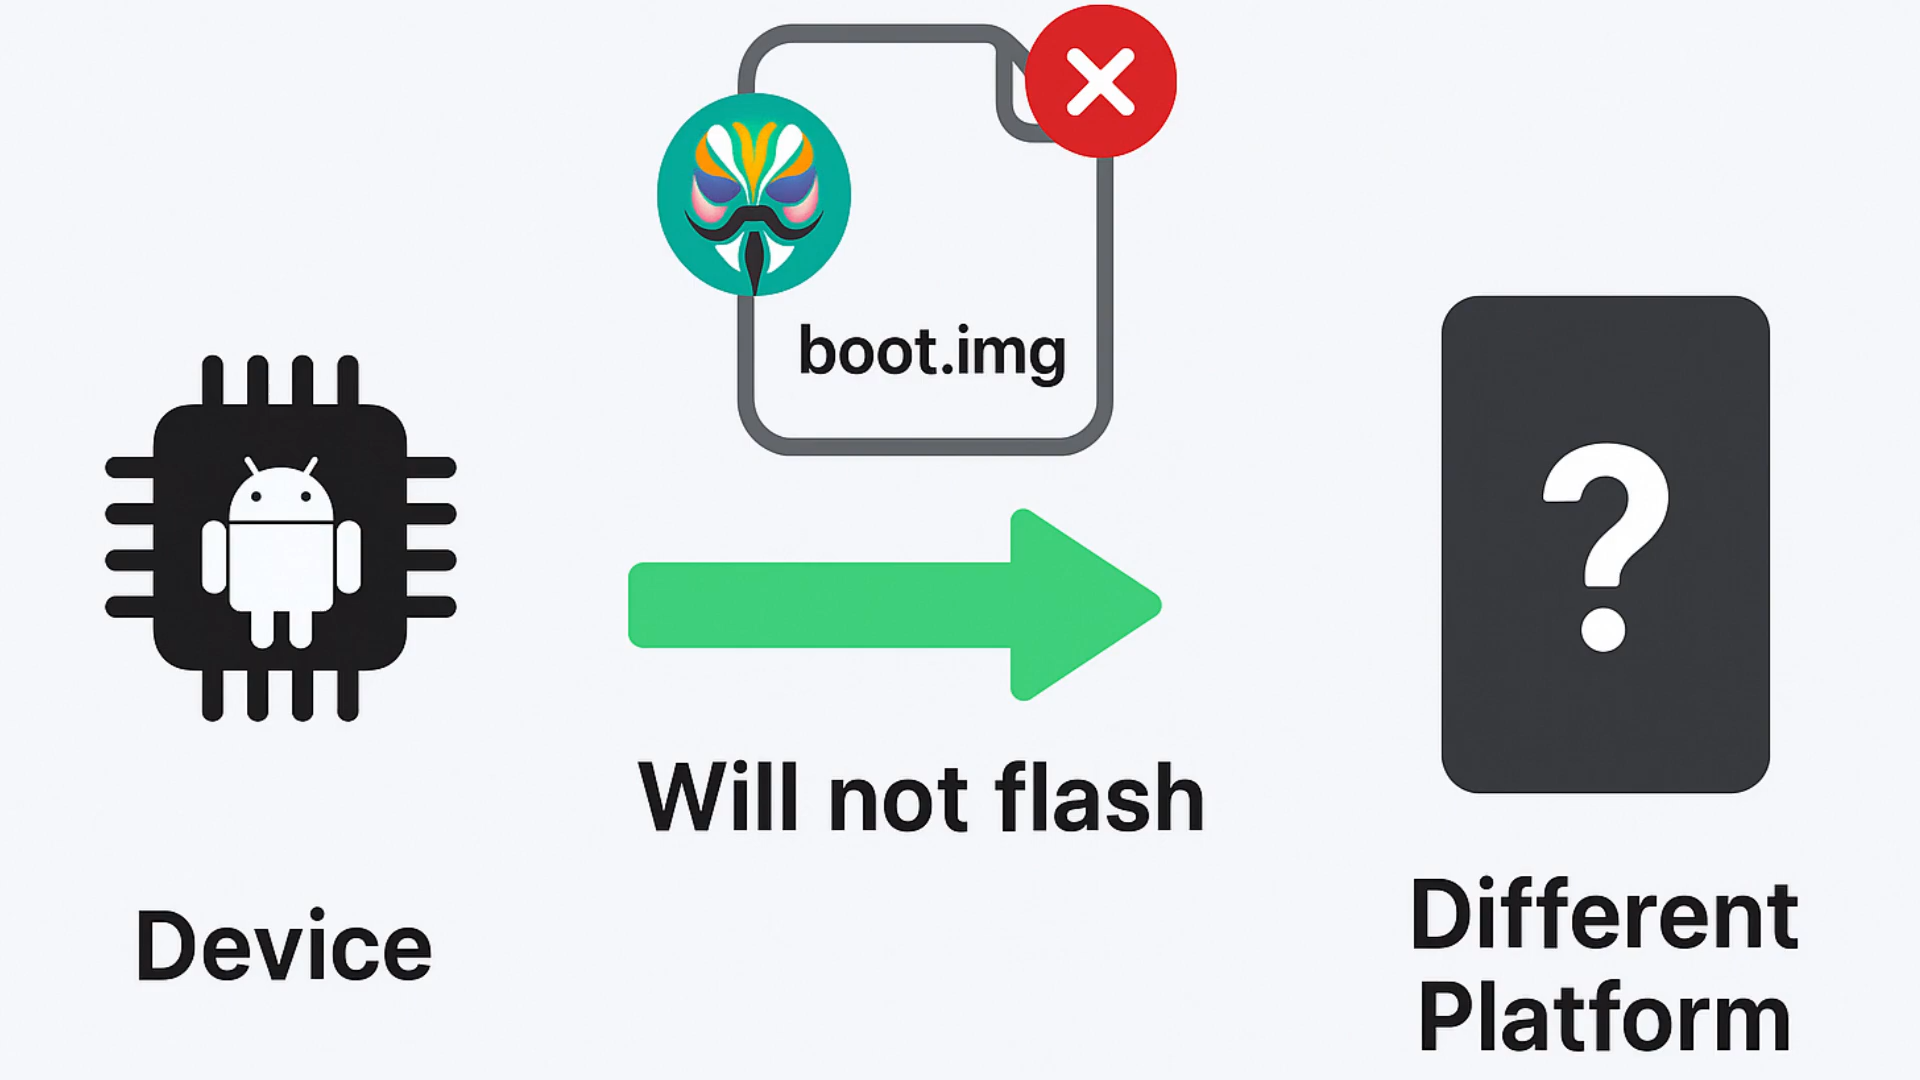 boot.img
Will not flash
Device
Different
Platform